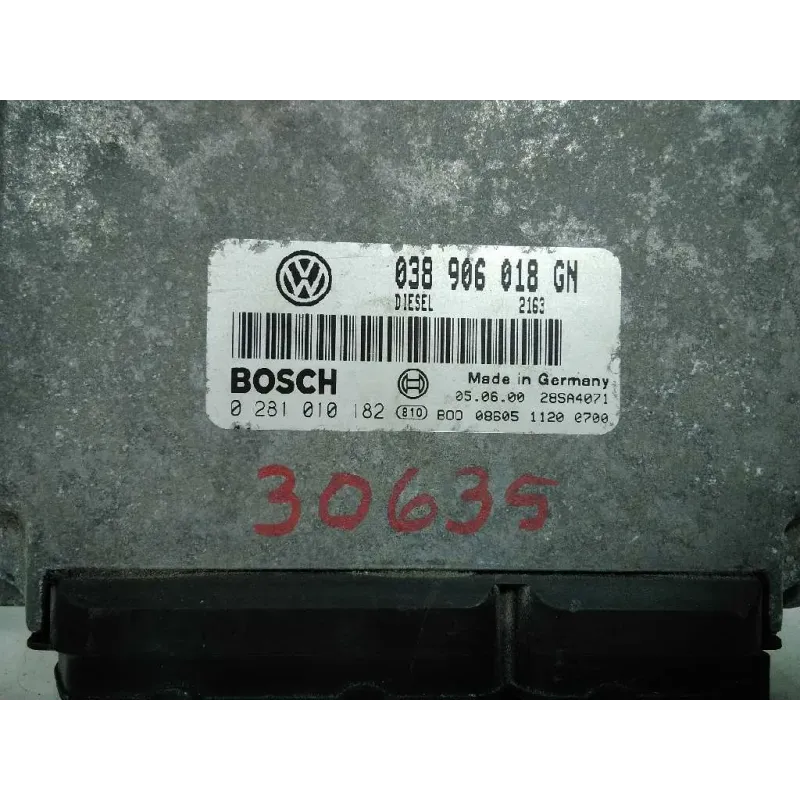 038 906 018 GN
DIESEL 2163
BOSCH Made in Germany
05.06.00 28SA4071
0 281 010 182 810 BOD 08605 1120 0700
30635